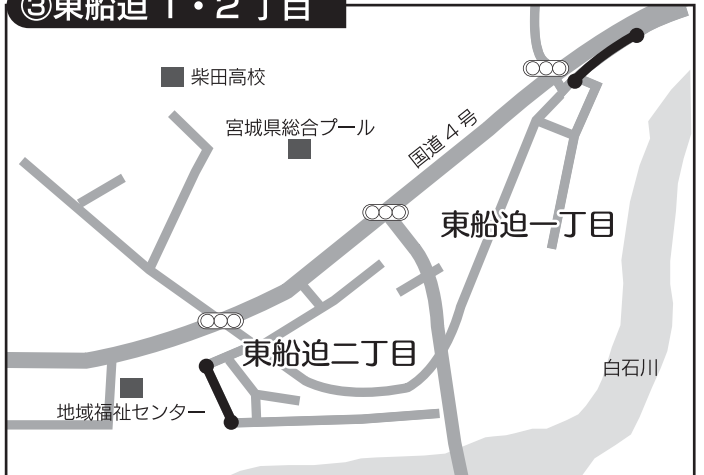 ③東船迫1・2丁目
柴田高校
宮城県総合プール
国道4号
東船迫一丁目
東船迫二丁目
白石川
地域福祉センター